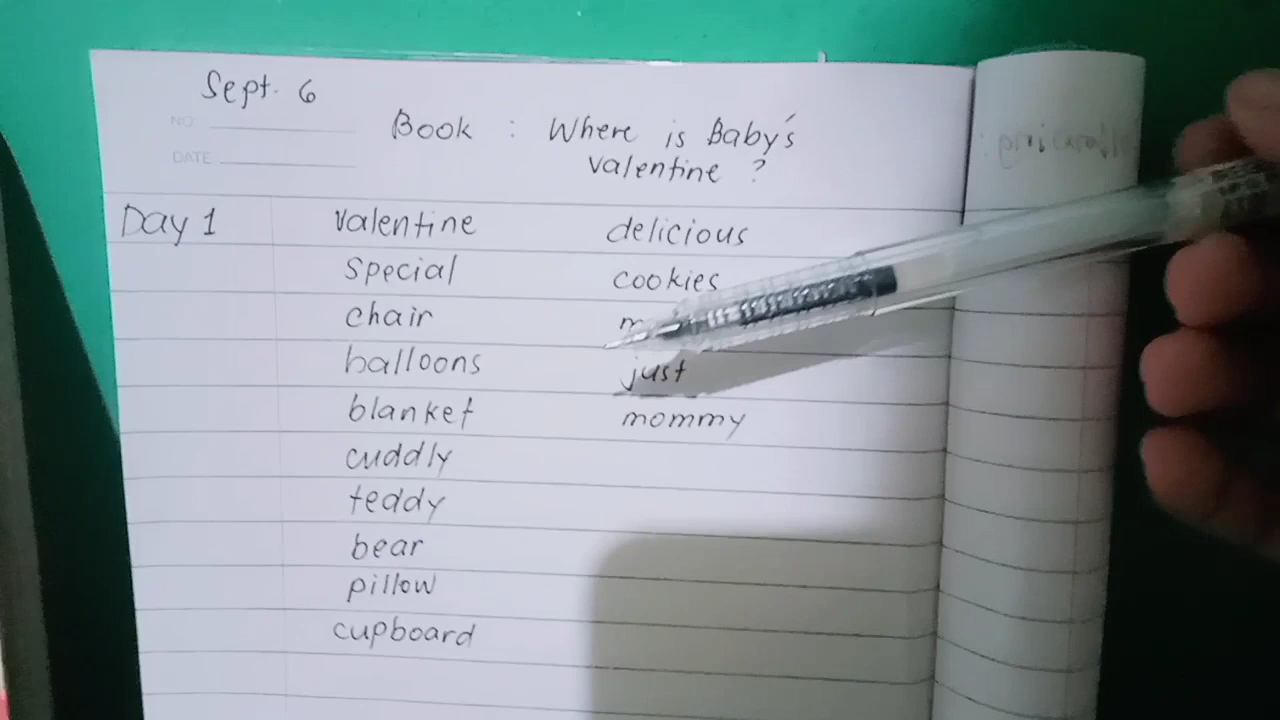 Sept. 6
NO:
DATE:
Book : Where is Baby's
Valentine ?
Day 1
Valentine
special
chair
balloons
blanket
cuddly
teddy
bear
pillow
cupboard
delicious
cookies
just
mommy